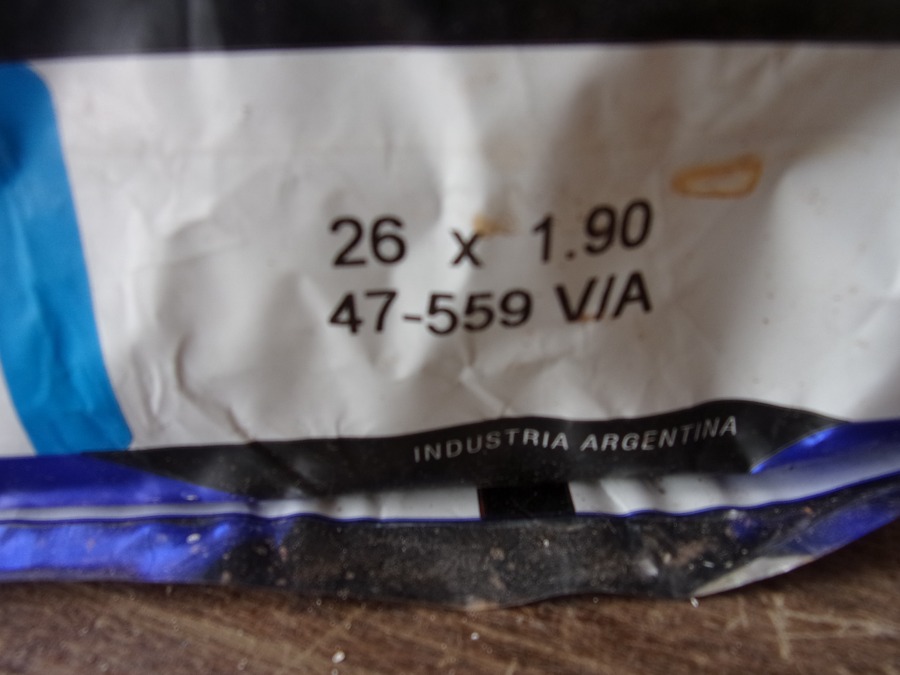 26 x 1.90
47-559 V/A
INDUSTRIA ARGENTINA